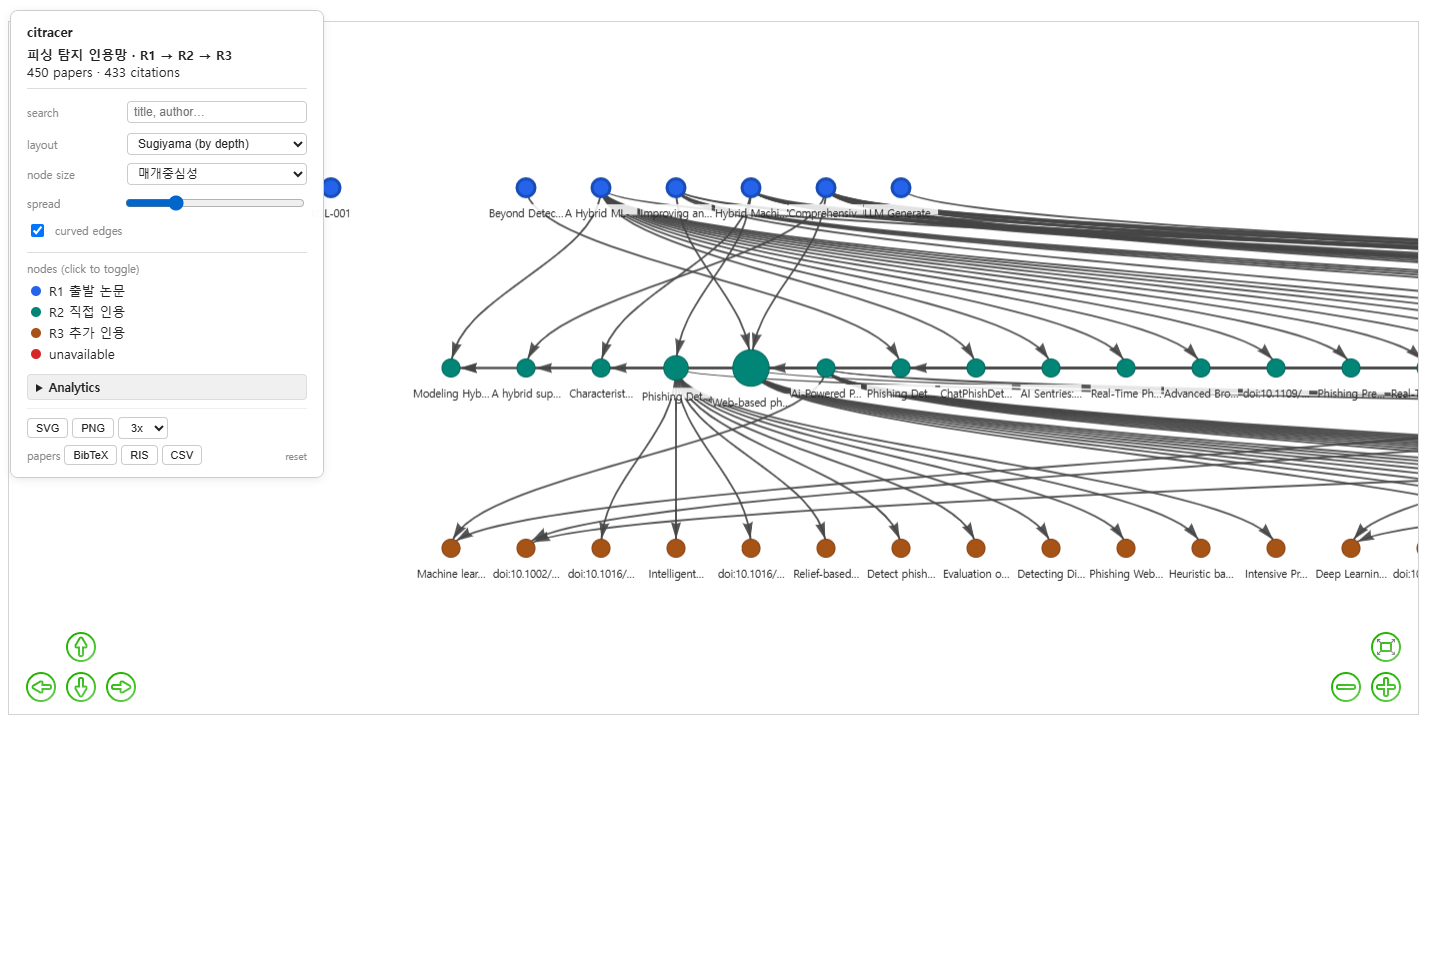 citracer
피싱 탐지 인용망 · R1 → R2 → R3
450 papers · 433 citations
search
title, author…
layout
Sugiyama (by depth)
node size
매개중심성
spread
curved edges
nodes (click to toggle)
R1 출발 논문
R2 직접 인용
R3 추가 인용
unavailable
▶ Analytics
SVG PNG 3x
papers BibTeX RIS CSV reset
L-001
Beyond Detec... A Hybrid ML-... Improving an... Hybrid Machi... Comprehensiv... LLM Generate...
Modeling Hyb... A hybrid sup... Characterist... Phishing Det... Web-based ph... AI-Powered P... Phishing Det... ChatPhishDet... AI Sentries:... Real-Time Ph... Advanced Bro... doi:10.1109/... Phishing Pre... Real-T
Machine lear... doi:10.1002/... doi:10.1016/... Intelligent... doi:10.1016/... Relief-based... Detect phish... Evaluation o... Detecting Di... Phishing Web... Heuristic ba... Intensive Pr... Deep Learnin... doi:10